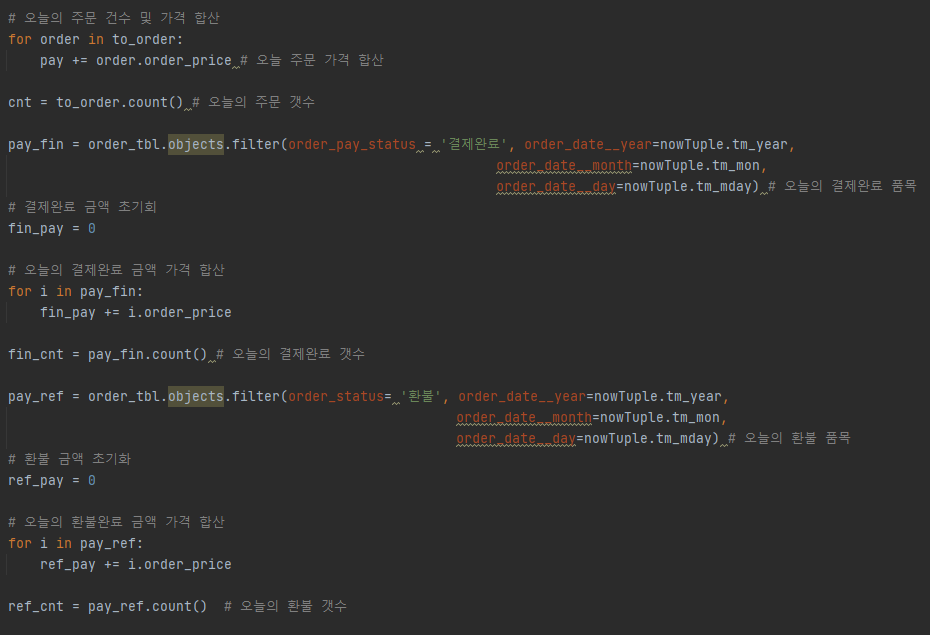 # 오늘의 주문 건수 및 가격 합산
for order in to_order:
    pay += order.order_price # 오늘 주문 가격 합산
cnt = to_order.count() # 오늘의 주문 갯수
pay_fin = order_tbl.objects.filter(order_pay_status = '결제완료', order_date__year=nowTuple.tm_year,
order_date__month=nowTuple.tm_mon,
order_date__day=nowTuple.tm_mday) # 오늘의 결제완료 품목
# 결제완료 금액 초기회
fin_pay = 0
# 오늘의 결제완료 금액 가격 합산
for i in pay_fin:
    fin_pay += i.order_price
fin_cnt = pay_fin.count() # 오늘의 결제완료 갯수
pay_ref = order_tbl.objects.filter(order_status= '환불', order_date__year=nowTuple.tm_year,
order_date__month=nowTuple.tm_mon,
order_date__day=nowTuple.tm_mday) # 오늘의 환불 품목
# 환불 금액 초기화
ref_pay = 0
# 오늘의 환불완료 금액 가격 합산
for i in pay_ref:
    ref_pay += i.order_price
ref_cnt = pay_ref.count()  # 오늘의 환불 갯수